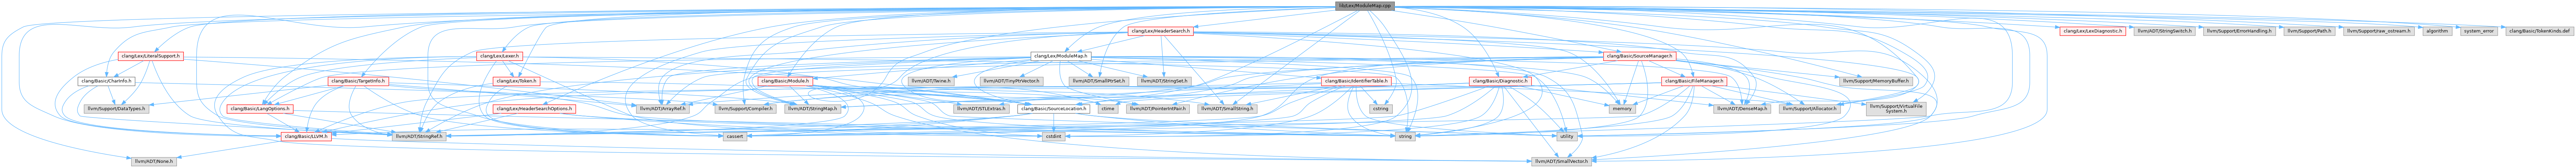 lib/Lex/ModuleMap.cpp
clang/Lex/HeaderSearch.h
clang/Lex/LexDiagnostic.h
llvm/ADT/StringSwitch.h
llvm/Support/ErrorHandling.h
llvm/Support/Path.h
llvm/Support/raw_ostream.h
algorithm
system_error
clang/Basic/TokenKinds.def
clang/Lex/LiteralSupport.h
clang/Lex/Lexer.h
clang/Lex/ModuleMap.h
clang/Basic/SourceManager.h
clang/Basic/CharInfo.h
clang/Basic/TargetInfo.h
clang/Lex/Token.h
clang/Basic/Module.h
llvm/ADT/Twine.h
llvm/ADT/TinyPtrVector.h
llvm/ADT/SmallPtrSet.h
llvm/ADT/StringSet.h
clang/Basic/IdentifierTable.h
clang/Basic/Diagnostic.h
clang/Basic/FileManager.h
llvm/Support/MemoryBuffer.h
llvm/Support/DataTypes.h
clang/Basic/LangOptions.h
clang/Lex/HeaderSearchOptions.h
llvm/ADT/ArrayRef.h
llvm/Support/Compiler.h
llvm/ADT/StringMap.h
llvm/ADT/STLExtras.h
clang/Basic/SourceLocation.h
ctime
llvm/ADT/PointerIntPair.h
llvm/ADT/SmallString.h
cstring
memory
llvm/ADT/DenseMap.h
llvm/Support/Allocator.h
llvm/Support/VirtualFile
System.h
clang/Basic/LLVM.h
llvm/ADT/StringRef.h
cassert
cstdint
string
utility
llvm/ADT/None.h
llvm/ADT/SmallVector.h